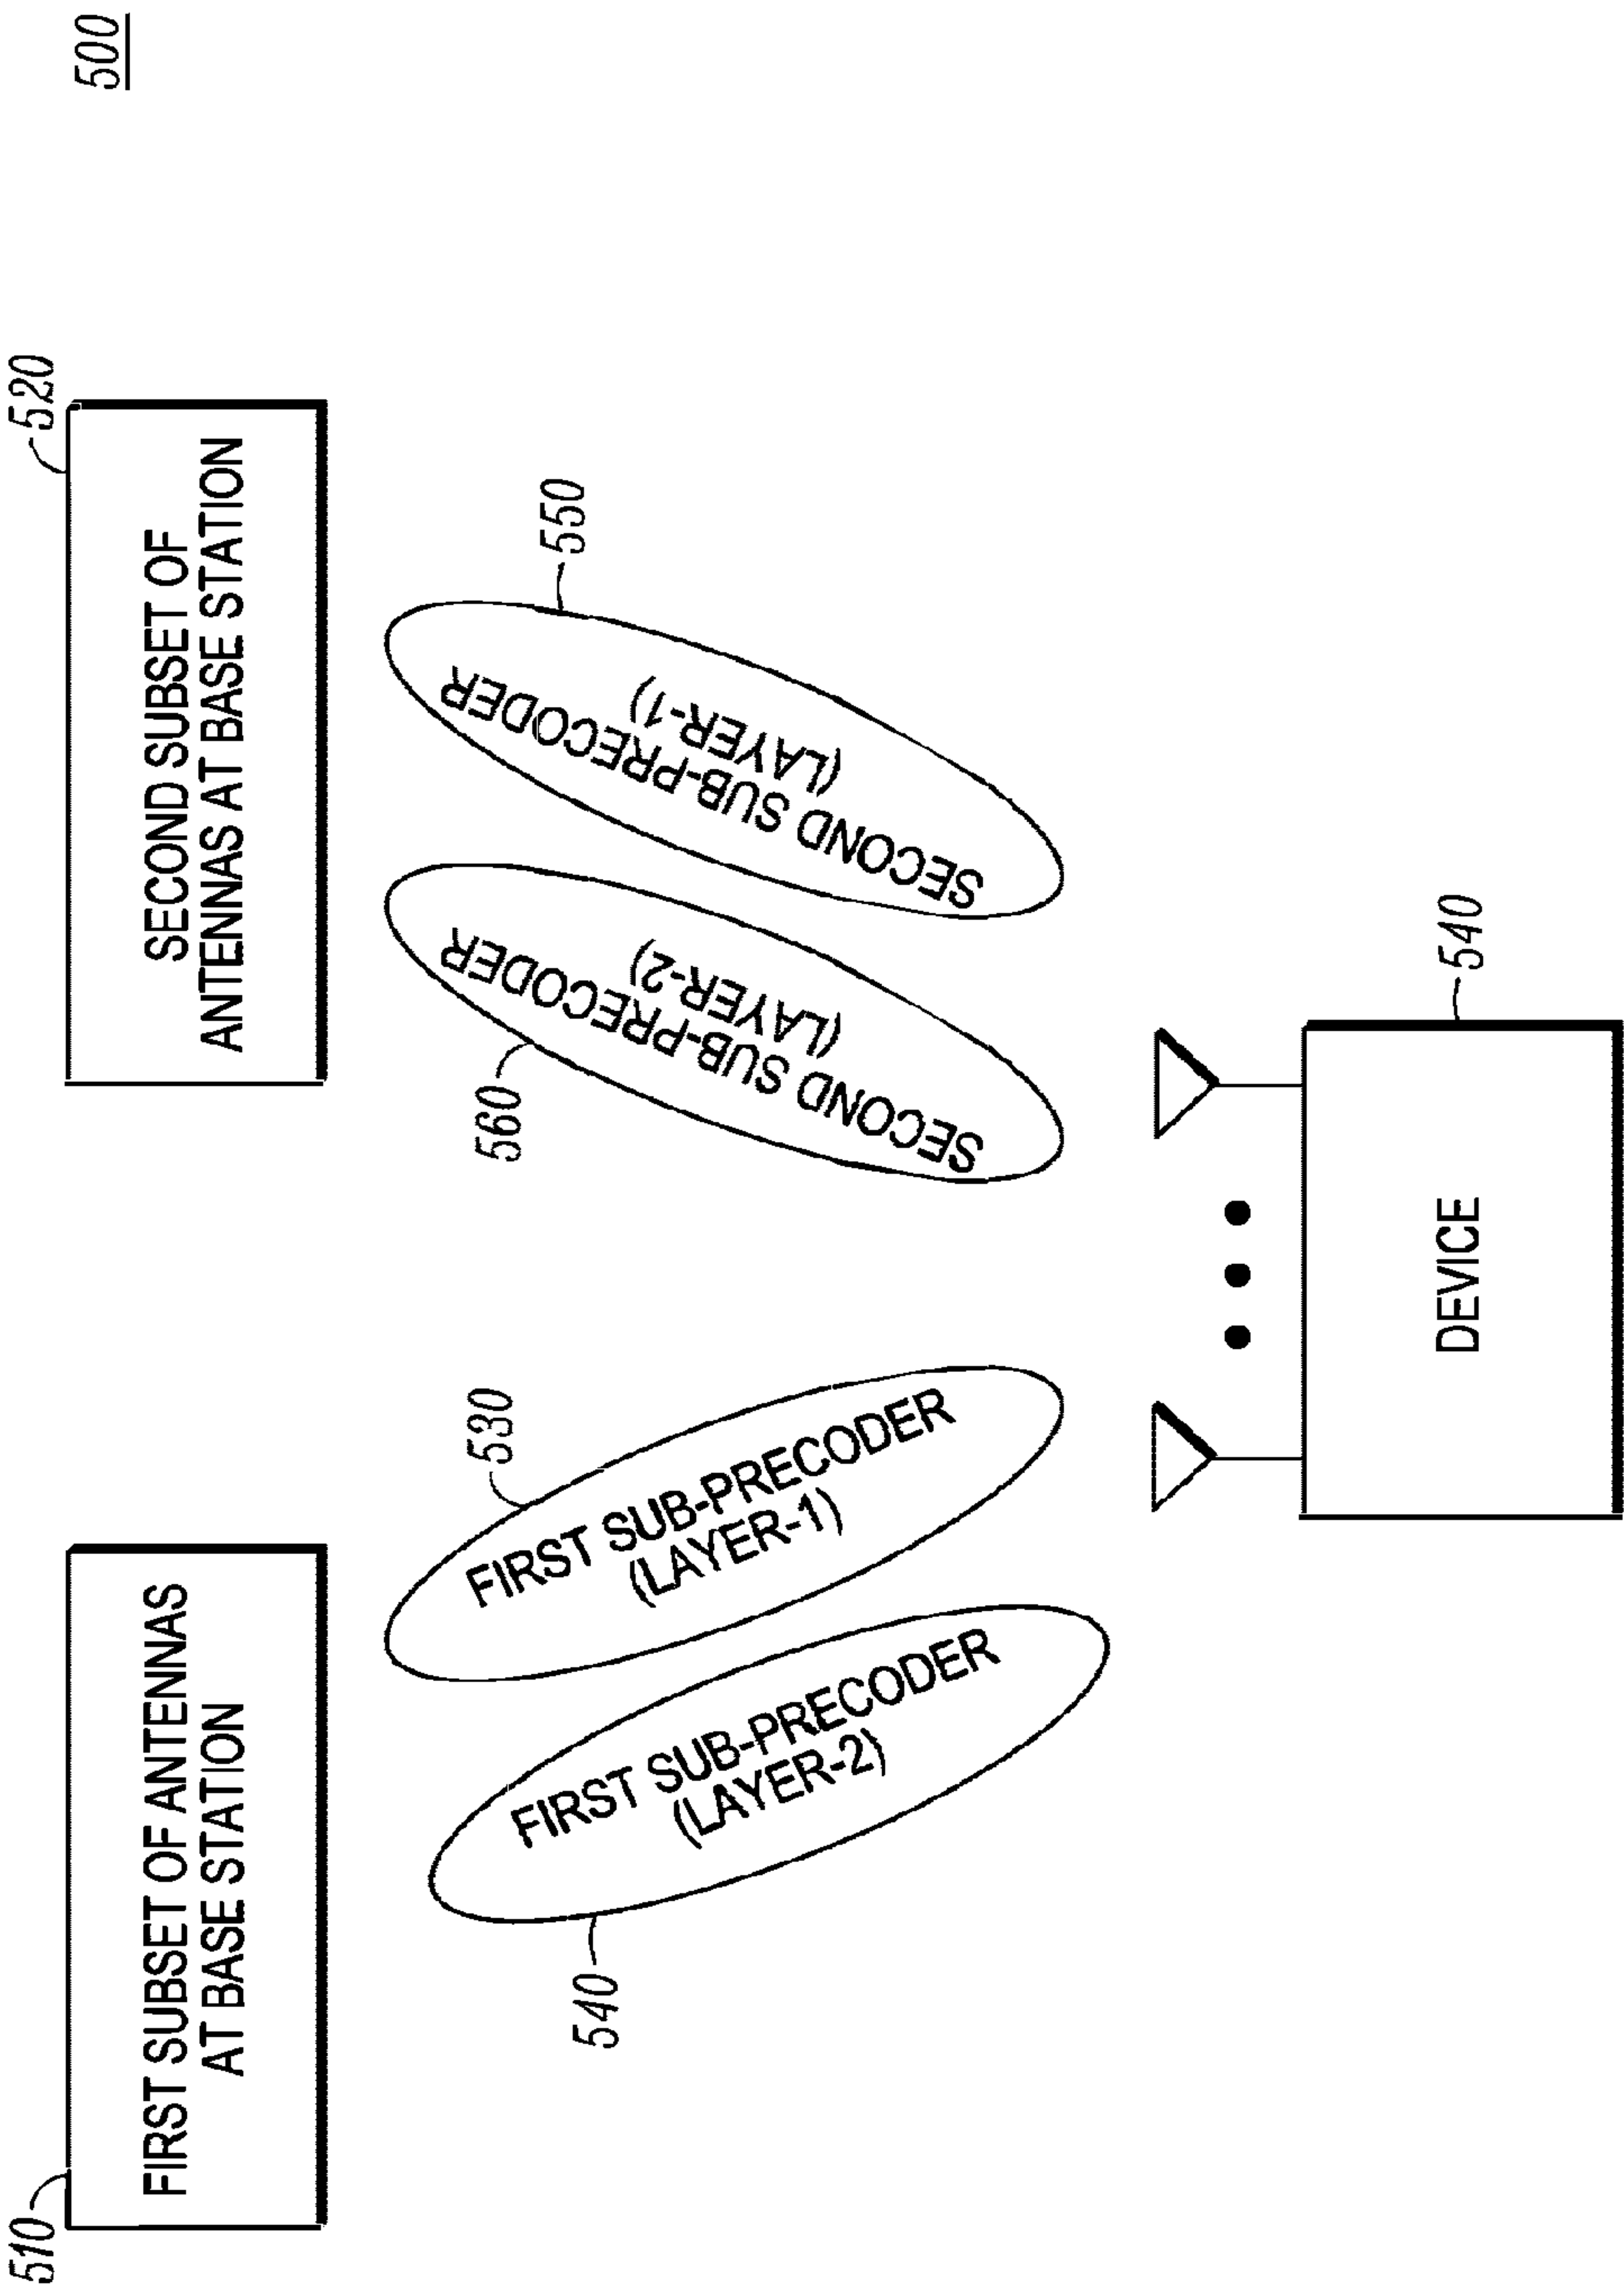 500
510
FIRST SUBSET OF ANTENNAS
AT BASE STATION
520
SECOND SUBSET OF
ANTENNAS AT BASE STATION
530
FIRST SUB-PRECODER
(LAYER-1)
540
FIRST SUB-PRECODER
(LAYER-2)
560
SECOND SUB-PRECODER
(LAYER-2)
550
SECOND SUB-PRECODER
(LAYER-1)
DEVICE
540